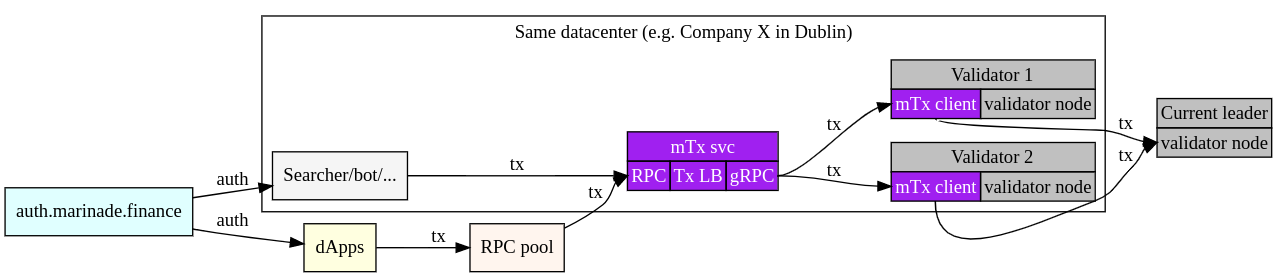 Same datacenter (e.g. Company X in Dublin)
Validator 1
mTx client validator node
Current leader
validator node
tx
tx
mTx svc
RPC Tx LB gRPC
tx
Validator 2
mTx client validator node
tx
tx
Searcher/bot/...
auth
tx
auth.marinade.finance
auth
dApps
tx
RPC pool